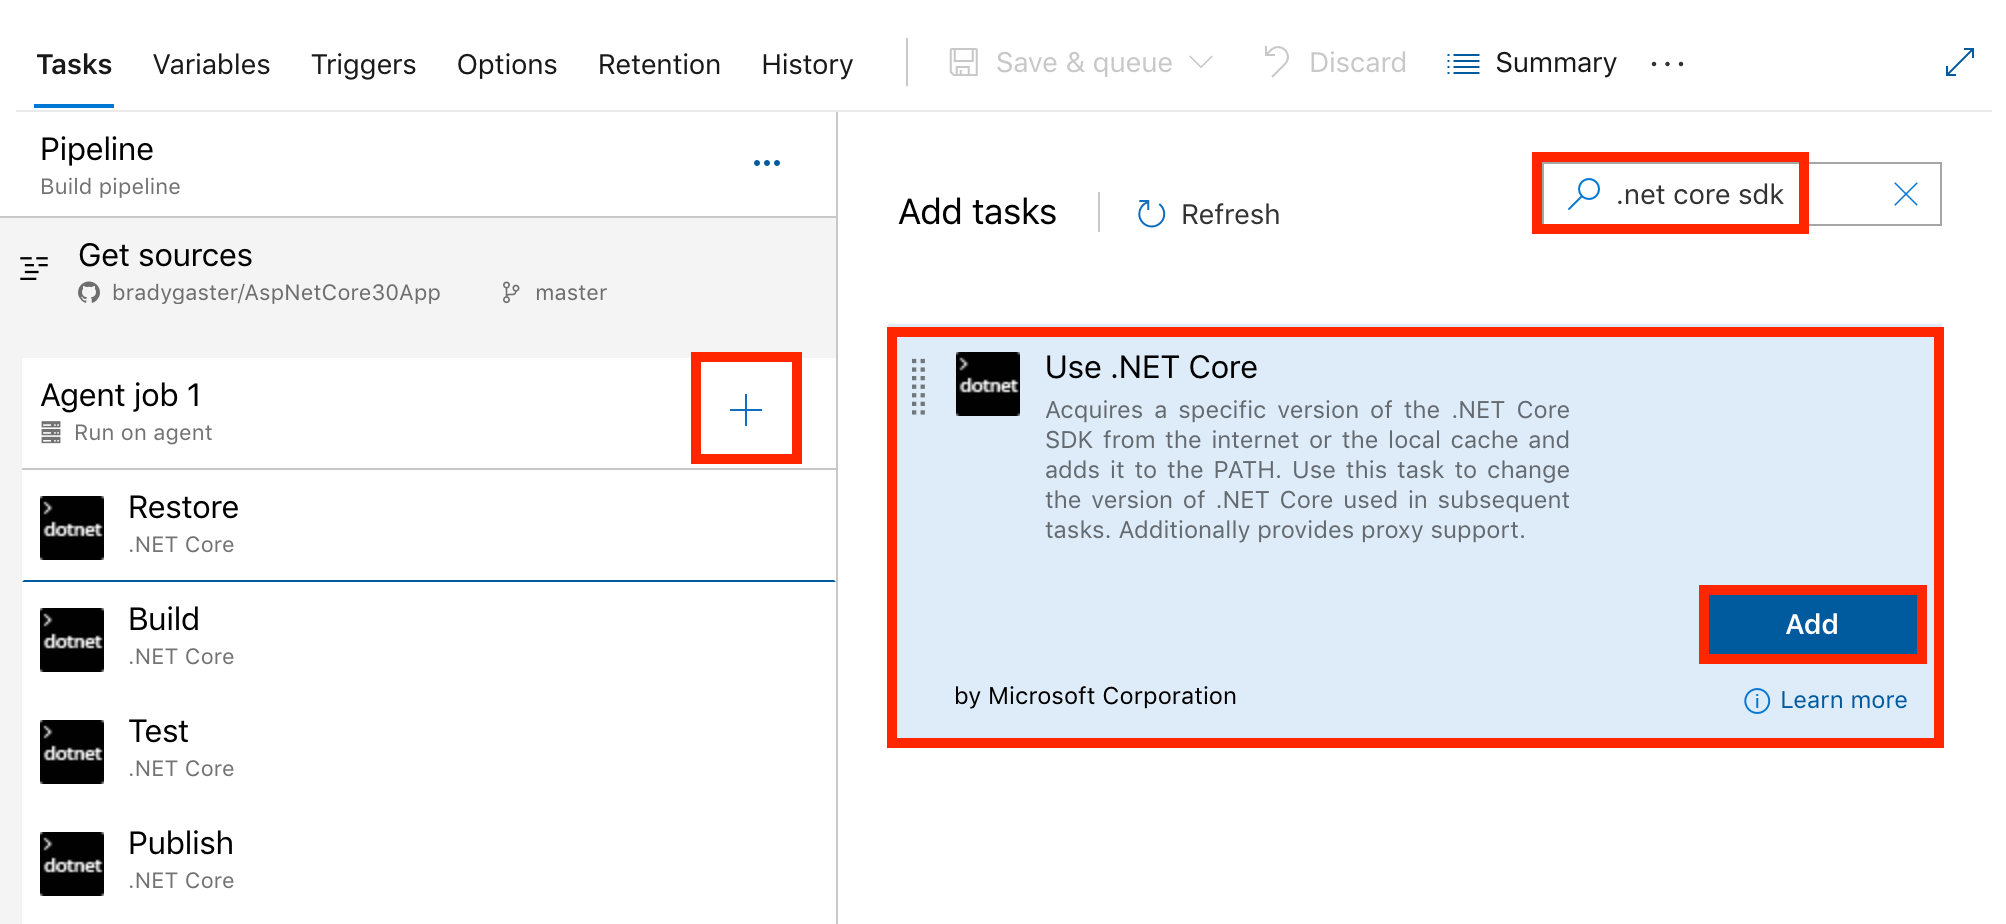 Tasks Variables Triggers Options Retention History Save & queue Discard Summary ...
Pipeline
Build pipeline
Get sources
bradygaster/AspNetCore30App master
Agent job 1
Run on agent
>
dotnet
Restore
.NET Core
>
dotnet
Build
.NET Core
>
dotnet
Test
.NET Core
>
dotnet
Publish
.NET Core
Add tasks Refresh
.net core sdk
>
dotnet
Use .NET Core
Acquires a specific version of the .NET Core
SDK from the internet or the local cache and
adds it to the PATH. Use this task to change
the version of .NET Core used in subsequent
tasks. Additionally provides proxy support.
Add
by Microsoft Corporation
Learn more